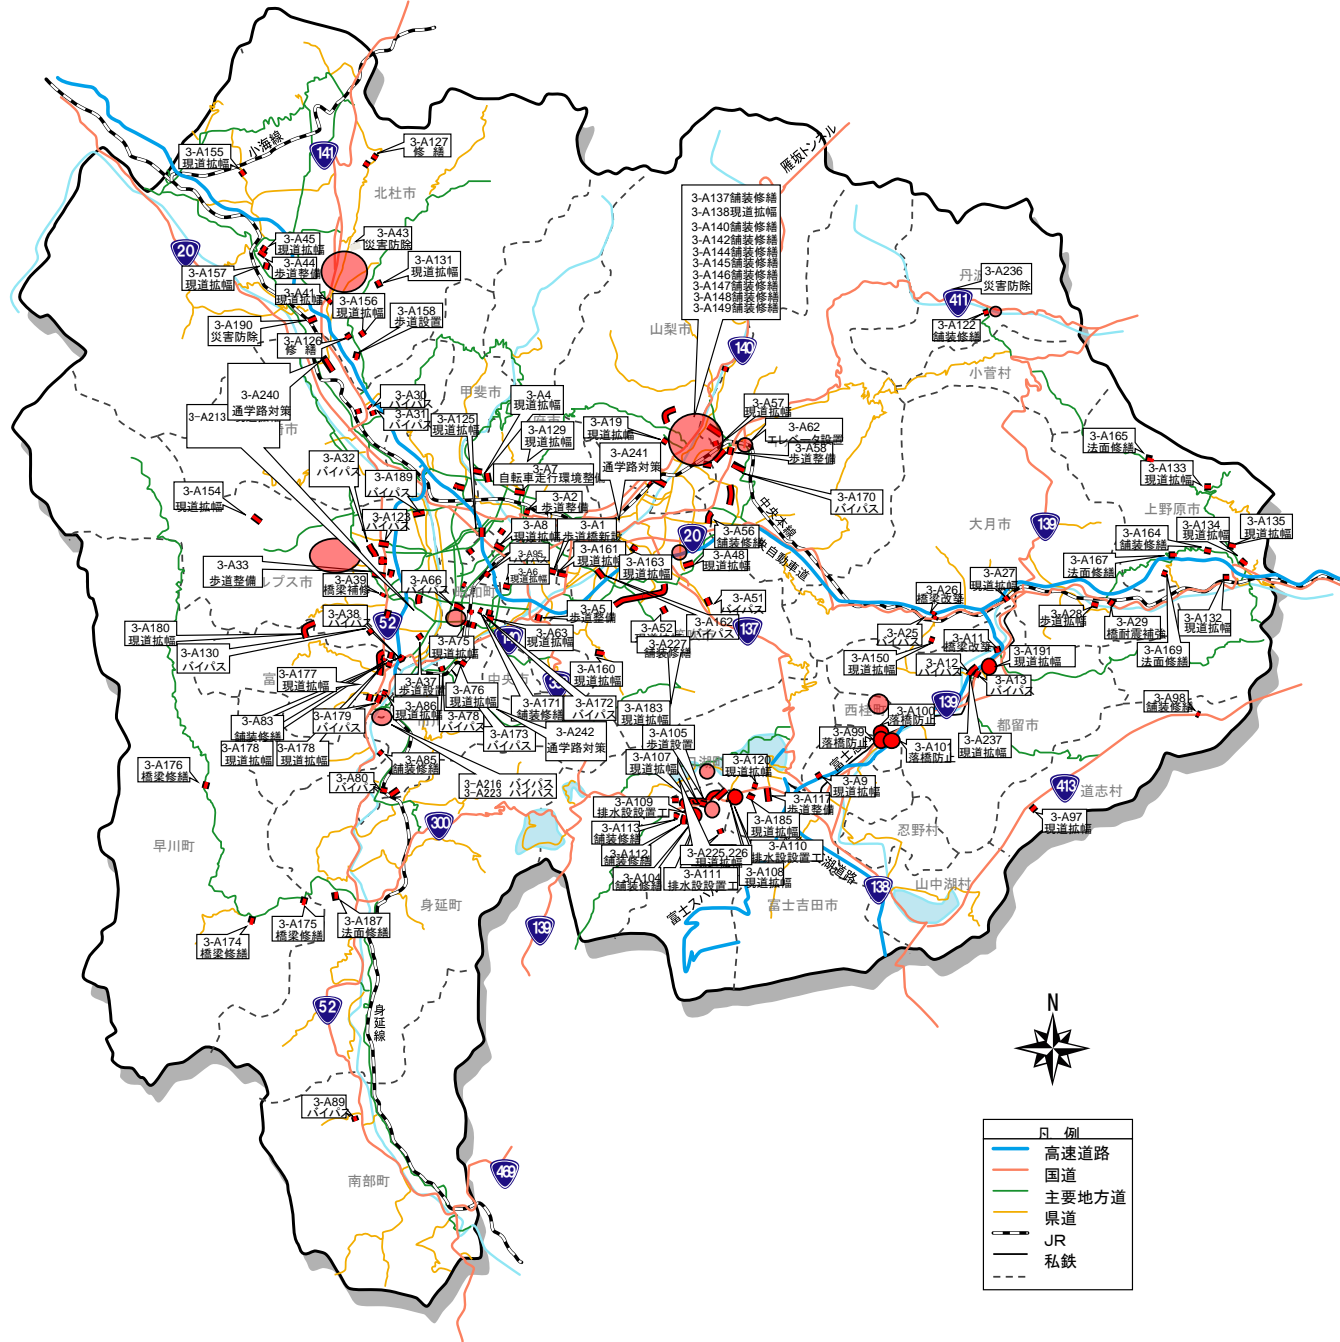 雁坂トンネル
小海線
141
3-A127
修 繕
3-A155
現道拡幅
北杜市
3-A137舗装修繕
3-A138現道拡幅
3-A140舗装修繕
3-A142舗装修繕
3-A144舗装修繕
3-A145舗装修繕
3-A146舗装修繕
3-A147舗装修繕
3-A148舗装修繕
3-A149舗装修繕
3-A43
災害防除
3-A45
現道拡幅
20
3-A44
歩道整備
3-A157
現道拡幅
3-A131
現道拡幅
3-A41
現道拡幅
3-A156
現道拡幅
3-A158
歩道設置
3-A190
災害防除
3-A126
修 繕
3-A236
災害防除
411
3-A122
舗装修繕
山梨市
140
小菅村
3-A240
通学路対策
3-A213
甲斐市
3-A30
バイパス
3-A31
バイパス
3-A125
現道拡幅
3-A4
現道拡幅
3-A129
現道拡幅
3-A19
現道拡幅
3-A57
現道拡幅
3-A62
エレベータ設置
3-A58
歩道整備
3-A165
法面修繕
3-A133
現道拡幅
3-A32
バイパス
3-A189
バイパス
3-A7
自転車走行環境整備
3-A241
通学路対策
3-A154
現道拡幅
3-A2
歩道整備
3-A170
バイパス
中央本線
大月市
139
上野原市
3-A121
バイパス
3-A8
現道拡幅
3-A1
歩道橋新設
20
3-A56
舗装修繕
3-A164
舗装修繕
3-A134
現道拡幅
3-A135
現道拡幅
3-A33
歩道整備
3-A39
橋梁補修
3-A66
3-A95
3-A6
現道拡幅
3-A161
現道拡幅
3-A163
現道拡幅
3-A48
現道拡幅
3-A167
法面修繕
3-A27
現道拡幅
3-A26
橋梁改築
3-A28
歩道拡幅
3-A29
橋耐震補強
3-A132
現道拡幅
3-A169
法面修繕
3-A38
バイパス
52
3-A5
歩道整備
3-A51
バイパス
3-A52
3-A162
バイパス
137
3-A227
舗装修繕
3-A180
現道拡幅
3-A130
バイパス
3-A75
現道拡幅
3-A63
現道拡幅
3-A160
現道拡幅
3-A25
バイパス
3-A11
橋梁改築
3-A150
現道拡幅
3-A12
バイパス
3-A191
現道拡幅
3-A13
バイパス
3-A177
現道拡幅
3-A37
歩道設置
3-A76
現道拡幅
中央市
3-A86
現道拡幅
3-A78
バイパス
3-A171
舗装修繕
3-A172
バイパス
3-A183
現道拡幅
3-A83
舗装修繕
3-A179
バイパス
3-A178
現道拡幅
3-A178
現道拡幅
3-A173
バイパス
3-A242
通学路対策
3-A105
歩道設置
3-A107
現道拡幅
3-A120
現道拡幅
西桂町
139
3-A100
落橋防止
3-A99
落橋防止
3-A101
落橋防止
都留市
3-A237
現道拡幅
3-A98
舗装修繕
3-A176
橋梁修繕
3-A80
バイパス
3-A85
舗装修繕
3-A216 バイパス
3-A223 バイパス
3-A9
現道拡幅
3-A117
歩道整備
3-A109
排水設設置工
3-A113
舗装修繕
3-A112
舗装修繕
3-A104
舗装修繕
3-A225,226
現道拡幅
3-A111
排水設設置工
3-A185
現道拡幅
3-A110
排水設設置工
3-A108
現道拡幅
413
道志村
3-A97
現道拡幅
忍野村
300
早川町
身延町
山中湖村
138
富士吉田市
139
3-A174
橋梁修繕
3-A175
橋梁修繕
3-A187
法面修繕
52
身延線
3-A89
バイパス
南部町
469
N
凡 例
高速道路
国道
主要地方道
県道
JR
私鉄